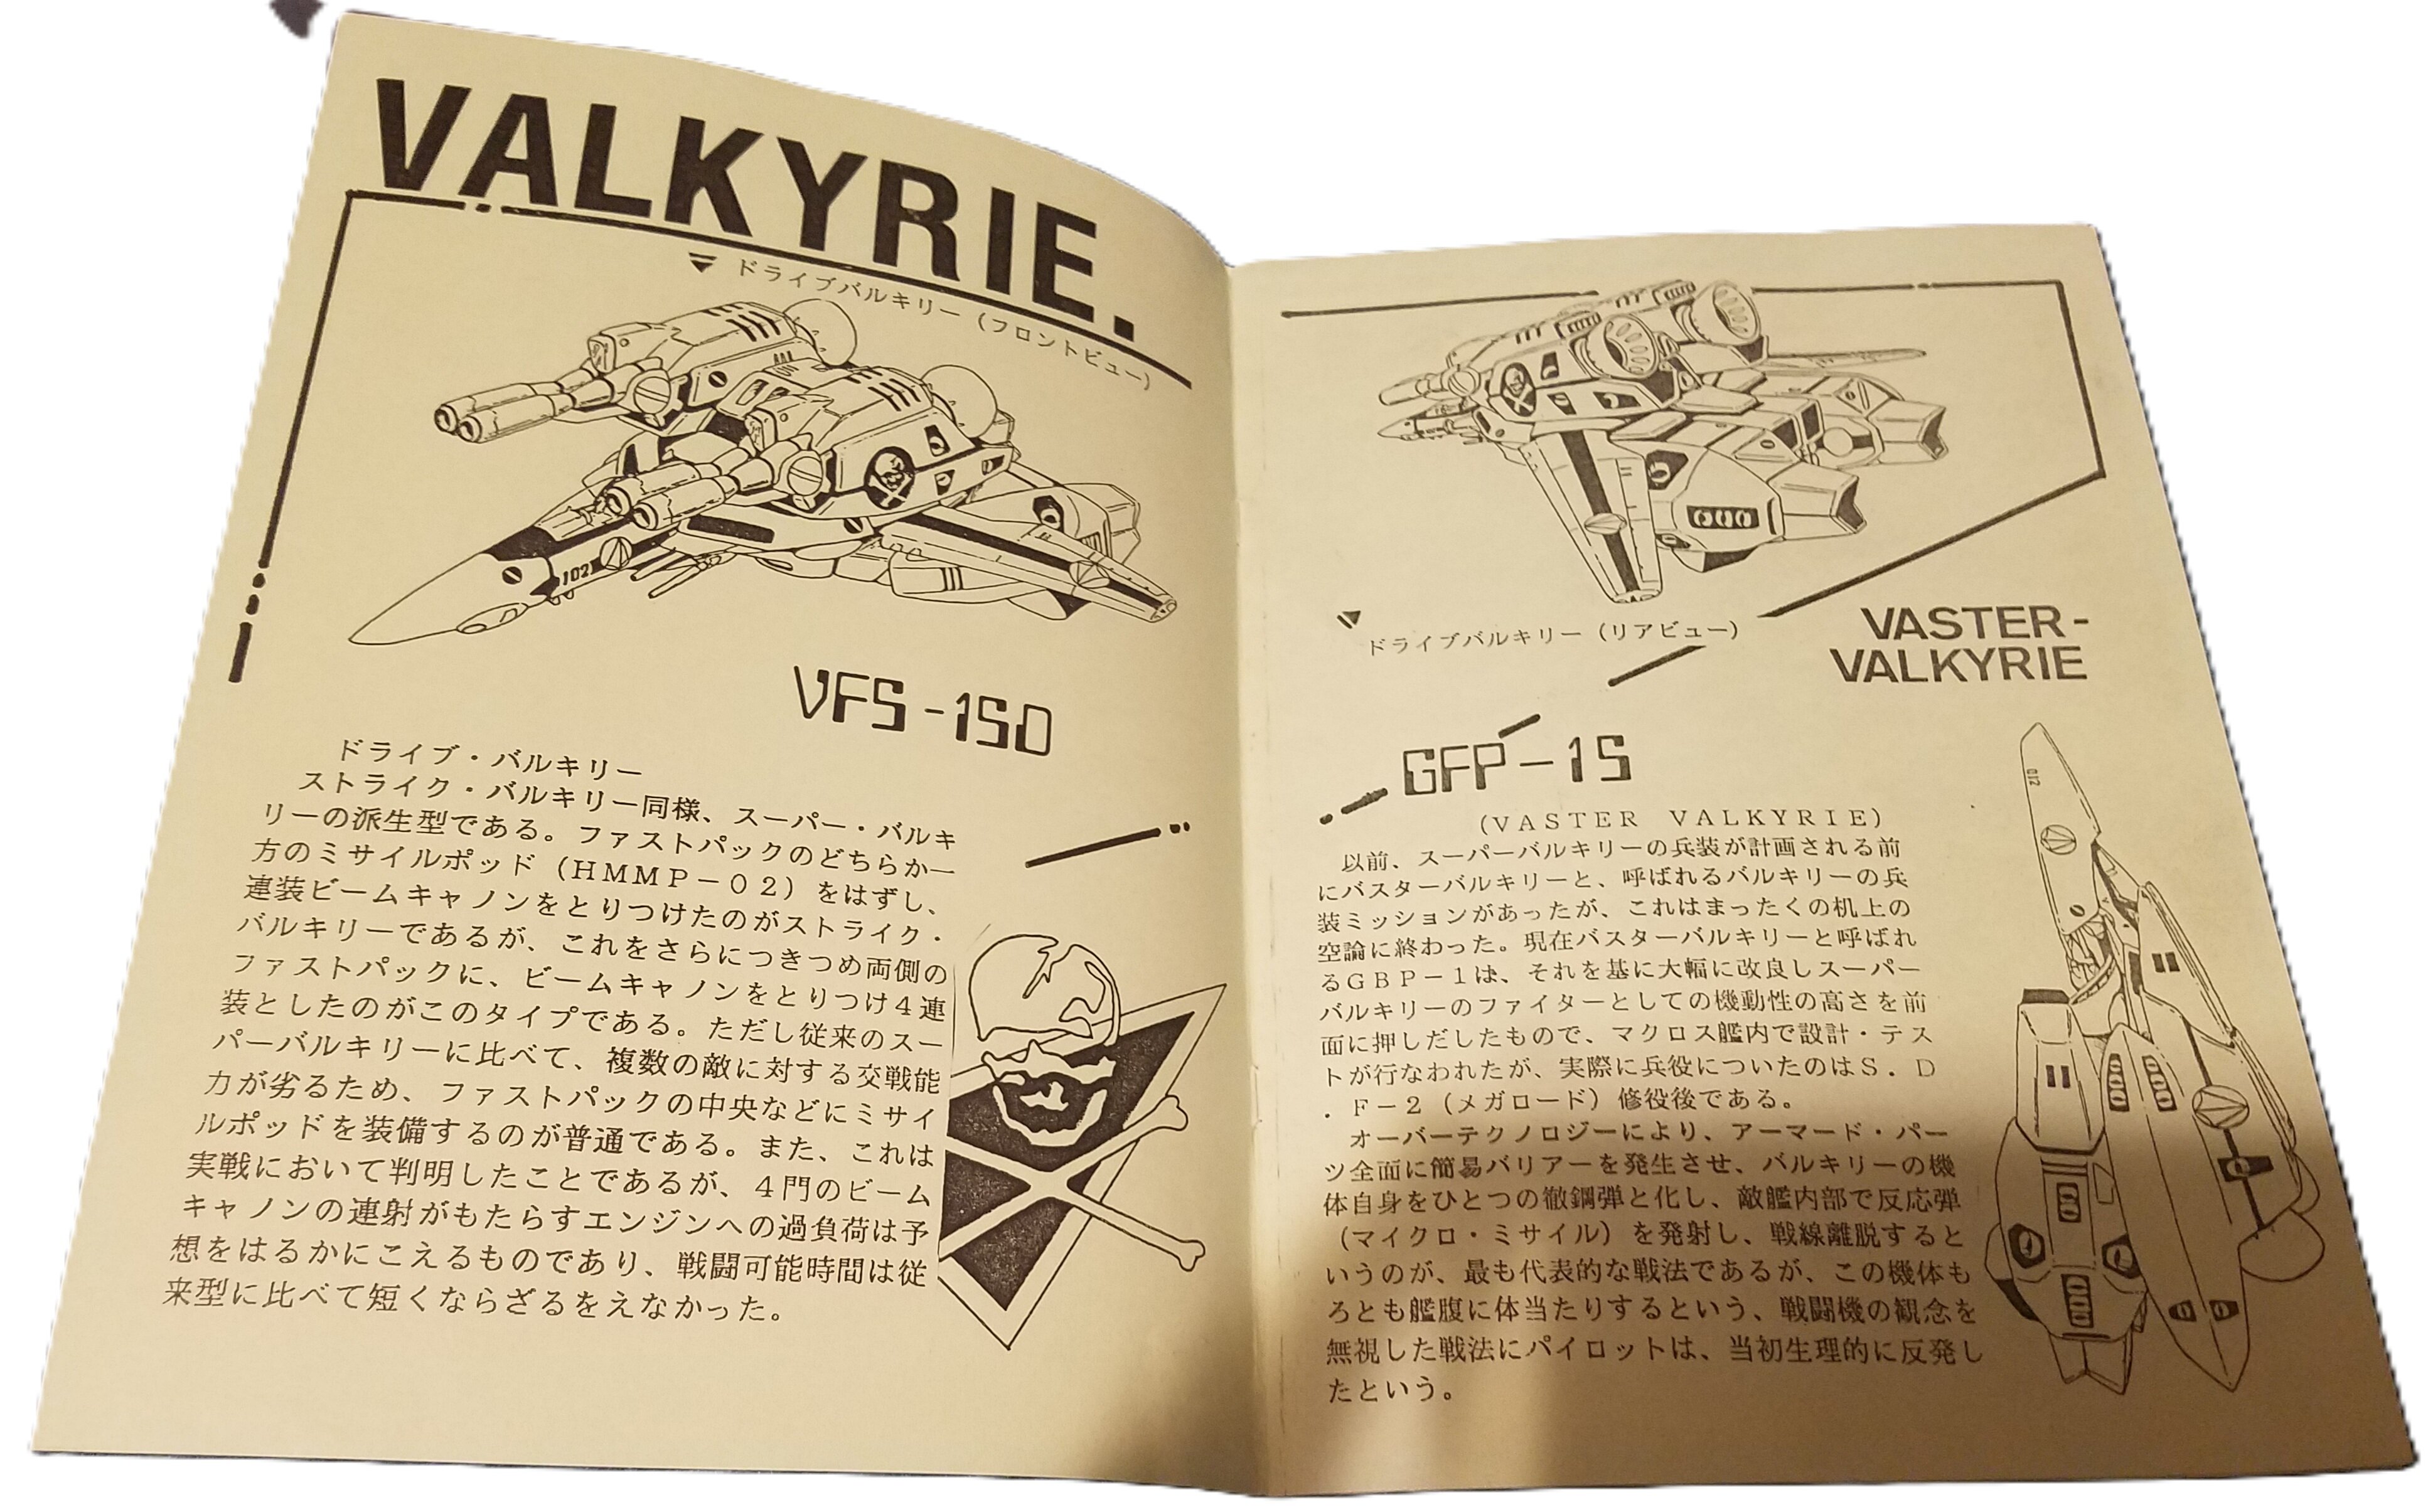 VALKYRIE.
ドライブバルキリー（フロントビュー）
102
VFS-1SD
ドライブ・バルキリー
ストライク・バルキリー同様、スーパー・バルキ
リーの派生型である。ファストパックのどちらか一
方のミサイルポッド（HMMP－02）をはずし、
連装ビームキャノンをとりつけたのがストライク・
バルキリーであるが、これをさらにつきつめ両側の
ファストパックに、ビームキャノンをとりつけ4連
装としたのがこのタイプである。ただし従来のスー
パーバルキリーに比べて、複数の敵に対する交戦能
力が劣るため、ファストパックの中央などにミサイ
ルポッドを装備するのが普通である。また、これは
実戦において判明したことであるが、4門のビーム
キャノンの連射がもたらすエンジンへの過負荷は予
想をはるかにこえるものであり、戦闘可能時間は従
来型に比べて短くならざるをえなかった。
ドライブバルキリー（リアビュー）
VASTER-
VALKYRIE
GFP-1S
（VASTER VALKYRIE）
以前、スーパーバルキリーの兵装が計画される前
にバスターバルキリーと、呼ばれるバルキリーの兵
装ミッションがあったが、これはまったくの机上の
空論に終わった。現在バスターバルキリーと呼ばれ
るGBP－1は、それを基に大幅に改良しスーパー
バルキリーのファイターとしての機動性の高さを前
面に押しだしたもので、マクロス艦内で設計・テス
トが行なわれたが、実際に兵役についたのはS．D
．F－2（メガロード）修役後である。
オーバーテクノロジーにより、アーマード・パー
ツ全面に簡易バリアーを発生させ、バルキリーの機
体自身をひとつの徹鋼弾と化し、敵艦内部で反応弾
（マイクロ・ミサイル）を発射し、戦線離脱すると
いうのが、最も代表的な戦法であるが、この機体も
ろとも艦腹に体当たりするという、戦闘機の観念を
無視した戦法にパイロットは、当初生理的に反発し
たという。
012